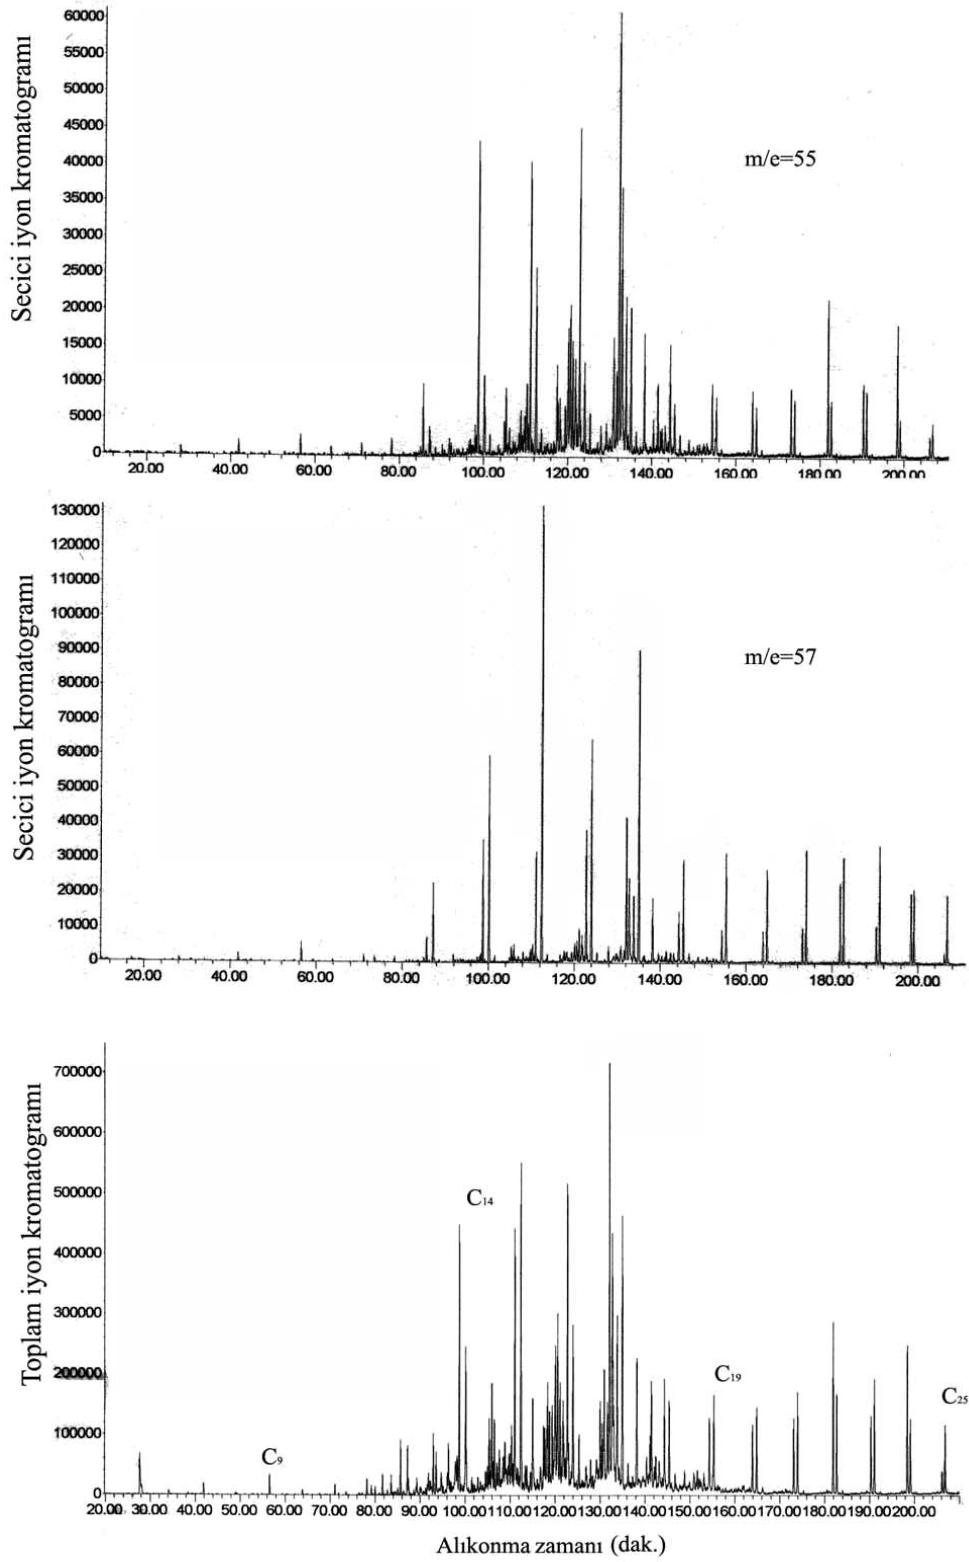 Secici iyon kromatogramı
60000
55000
50000
45000
40000
35000
30000
25000
20000
15000
10000
5000
0
m/e=55
20.00 40.00 60.00 80.00 100.00 120.00 140.00 160.00 180.00 200.00
Secici iyon kromatogramı
130000
120000
110000
100000
90000
80000
70000
60000
50000
40000
30000
20000
10000
0
m/e=57
20.00 40.00 60.00 80.00 100.00 120.00 140.00 160.00 180.00 200.00
Toplam iyon kromatogramı
700000
600000
500000
400000
300000
200000
100000
0
C₉
C₁₄
C₁₉
C₂₅
30.00 40.00 50.00 60.00 70.00 80.00 90.00 100.00 110.00 120.00 130.00 140.00 150.00 160.00 170.00 180.00 190.00 200.00
Alıkonma zamanı (dak.)